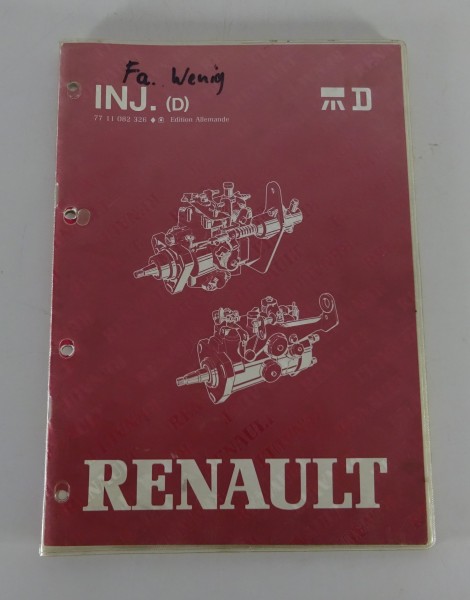 Fa. Wenig
INJ. (D)
D
77 11 082 326 ◆ Ⓔ Edition Allemande
RENAULT